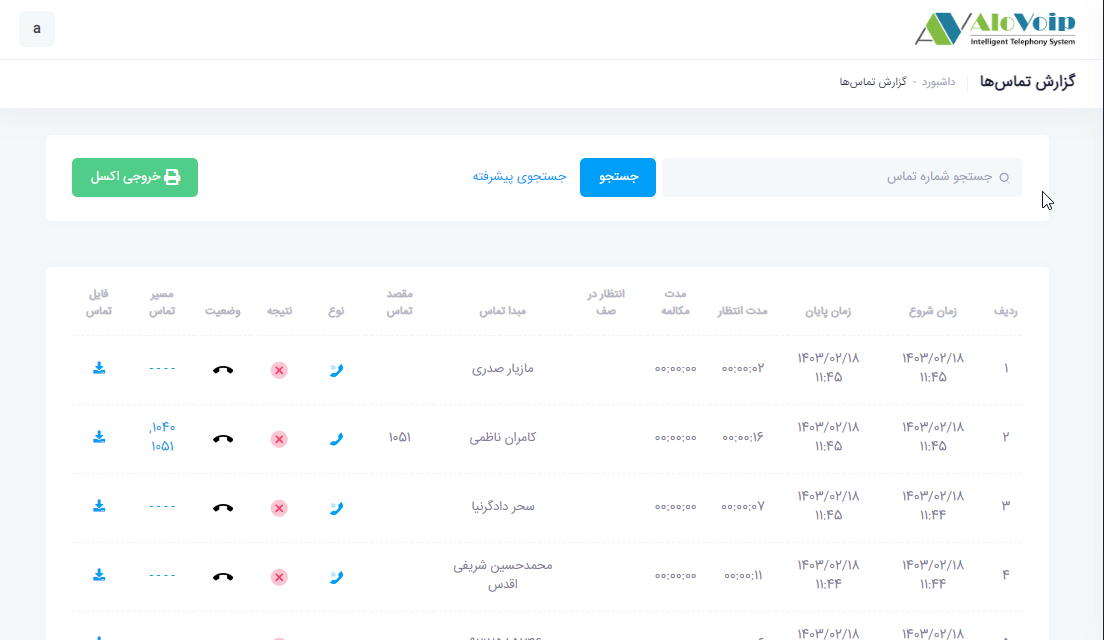 a
AloVoip
Intelligent Telephony System
گزارش تماس‌ها
داشبورد - گزارش تماس‌ها
جستجو شماره تماس
جستجو
جستجوی پیشرفته
خروجی اکسل
ردیف زمان شروع زمان پایان مدت انتظار مدت مکالمه انتظار در صف مبدا تماس مقصد تماس نوع نتیجه وضعیت مسیر تماس فایل تماس
۱ ۱۴۰۳/۰۲/۱۸ ۱۱:۴۵ ۱۴۰۳/۰۲/۱۸ ۱۱:۴۵ ۰۰:۰۰:۰۲ ۰۰:۰۰:۰۰ مازیار صدری ----
۲ ۱۴۰۳/۰۲/۱۸ ۱۱:۴۵ ۱۴۰۳/۰۲/۱۸ ۱۱:۴۵ ۰۰:۰۰:۱۶ ۰۰:۰۰:۰۰ کامران ناظمی ۱۰۵۱ ۱۰۴۰, ۱۰۵۱
۳ ۱۴۰۳/۰۲/۱۸ ۱۱:۴۴ ۱۴۰۳/۰۲/۱۸ ۱۱:۴۵ ۰۰:۰۰:۰۷ ۰۰:۰۰:۰۰ سحر دادگرنیا ----
۴ ۱۴۰۳/۰۲/۱۸ ۱۱:۴۴ ۱۴۰۳/۰۲/۱۸ ۱۱:۴۴ ۰۰:۰۰:۱۱ ۰۰:۰۰:۰۰ محمدحسین شریفی اقدس ----
۱۴۰۳/۰۲/۱۸ ۱۴۰۳/۰۲/۱۸